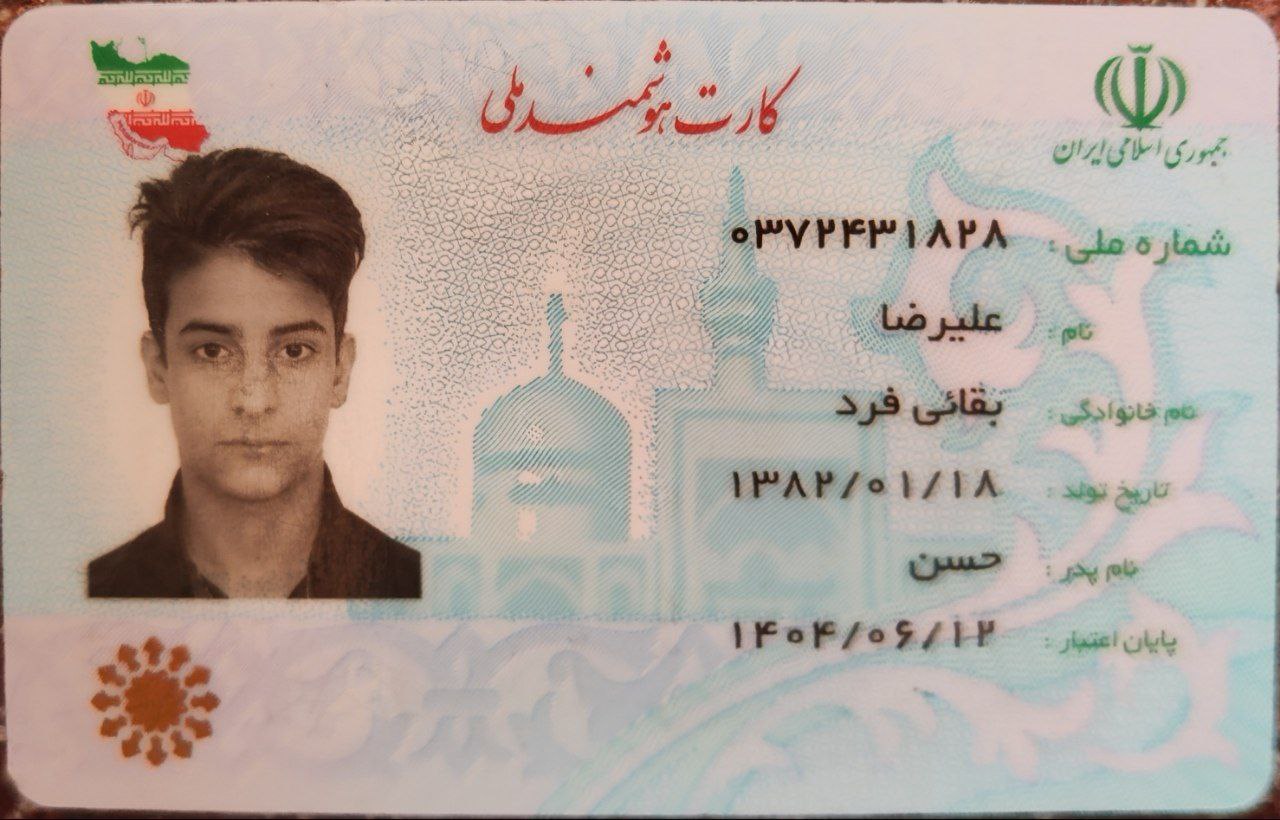 کارت هوشمند ملی
جمهوری اسلامی ایران
شماره ملی : ۰۳۷۲۴۳۱۸۲۸
نام : علیرضا
نام خانوادگی : بقائی فرد
تاریخ تولد : ۱۳۸۲/۰۱/۱۸
نام پدر : حسن
پایان اعتبار : ۱۴۰۴/۰۶/۱۲